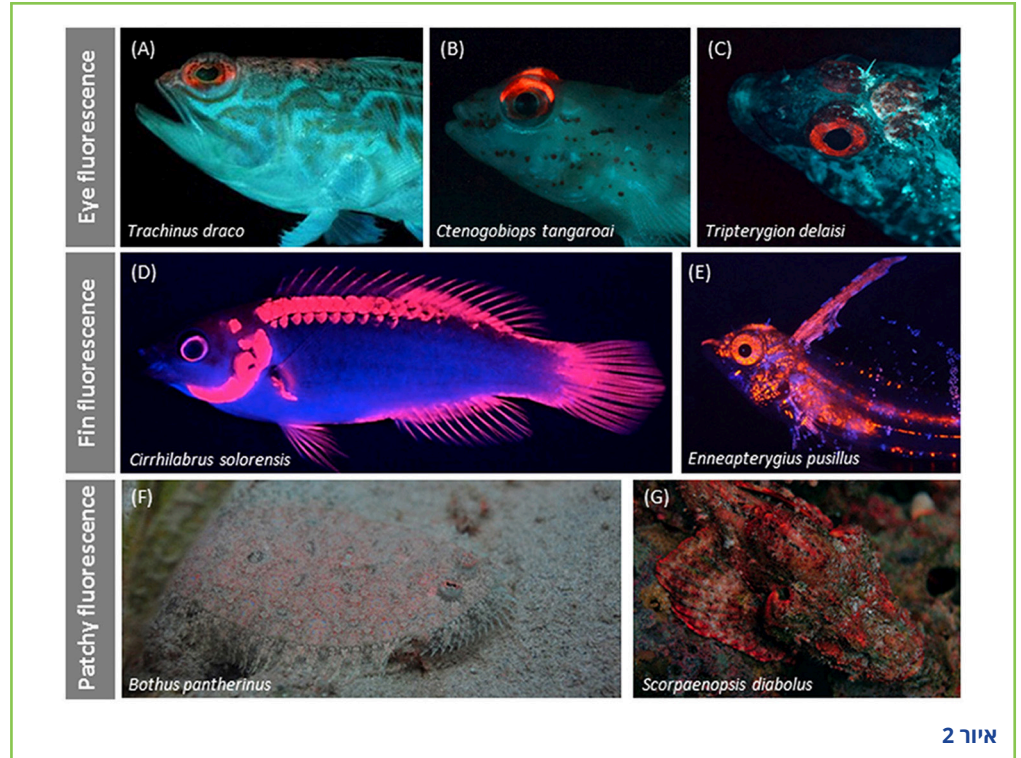 Eye fluorescence
(A)
Trachinus draco
(B)
Ctenogobiops tangaroai
(C)
Tripterygion delaisi
Fin fluorescence
(D)
Cirrhilabrus solorensis
(E)
Enneapterygius pusillus
Patchy fluorescence
(F)
Bothus pantherinus
(G)
Scorpaenopsis diabolus
איור 2